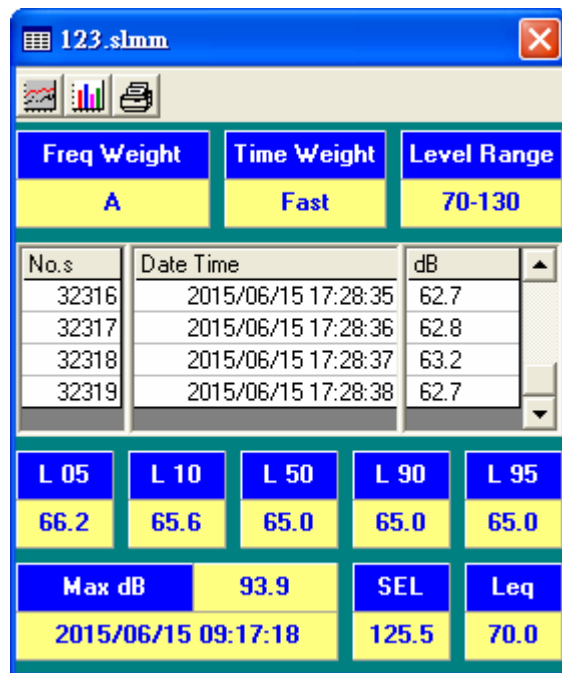 123.slmm
Freq Weight Time Weight Level Range
A Fast 70-130
No.s Date Time dB
32316 2015/06/15 17:28:35 62.7
32317 2015/06/15 17:28:36 62.8
32318 2015/06/15 17:28:37 63.2
32319 2015/06/15 17:28:38 62.7
L 05 L 10 L 50 L 90 L 95
66.2 65.6 65.0 65.0 65.0
Max dB 93.9 SEL Leq
2015/06/15 09:17:18 125.5 70.0